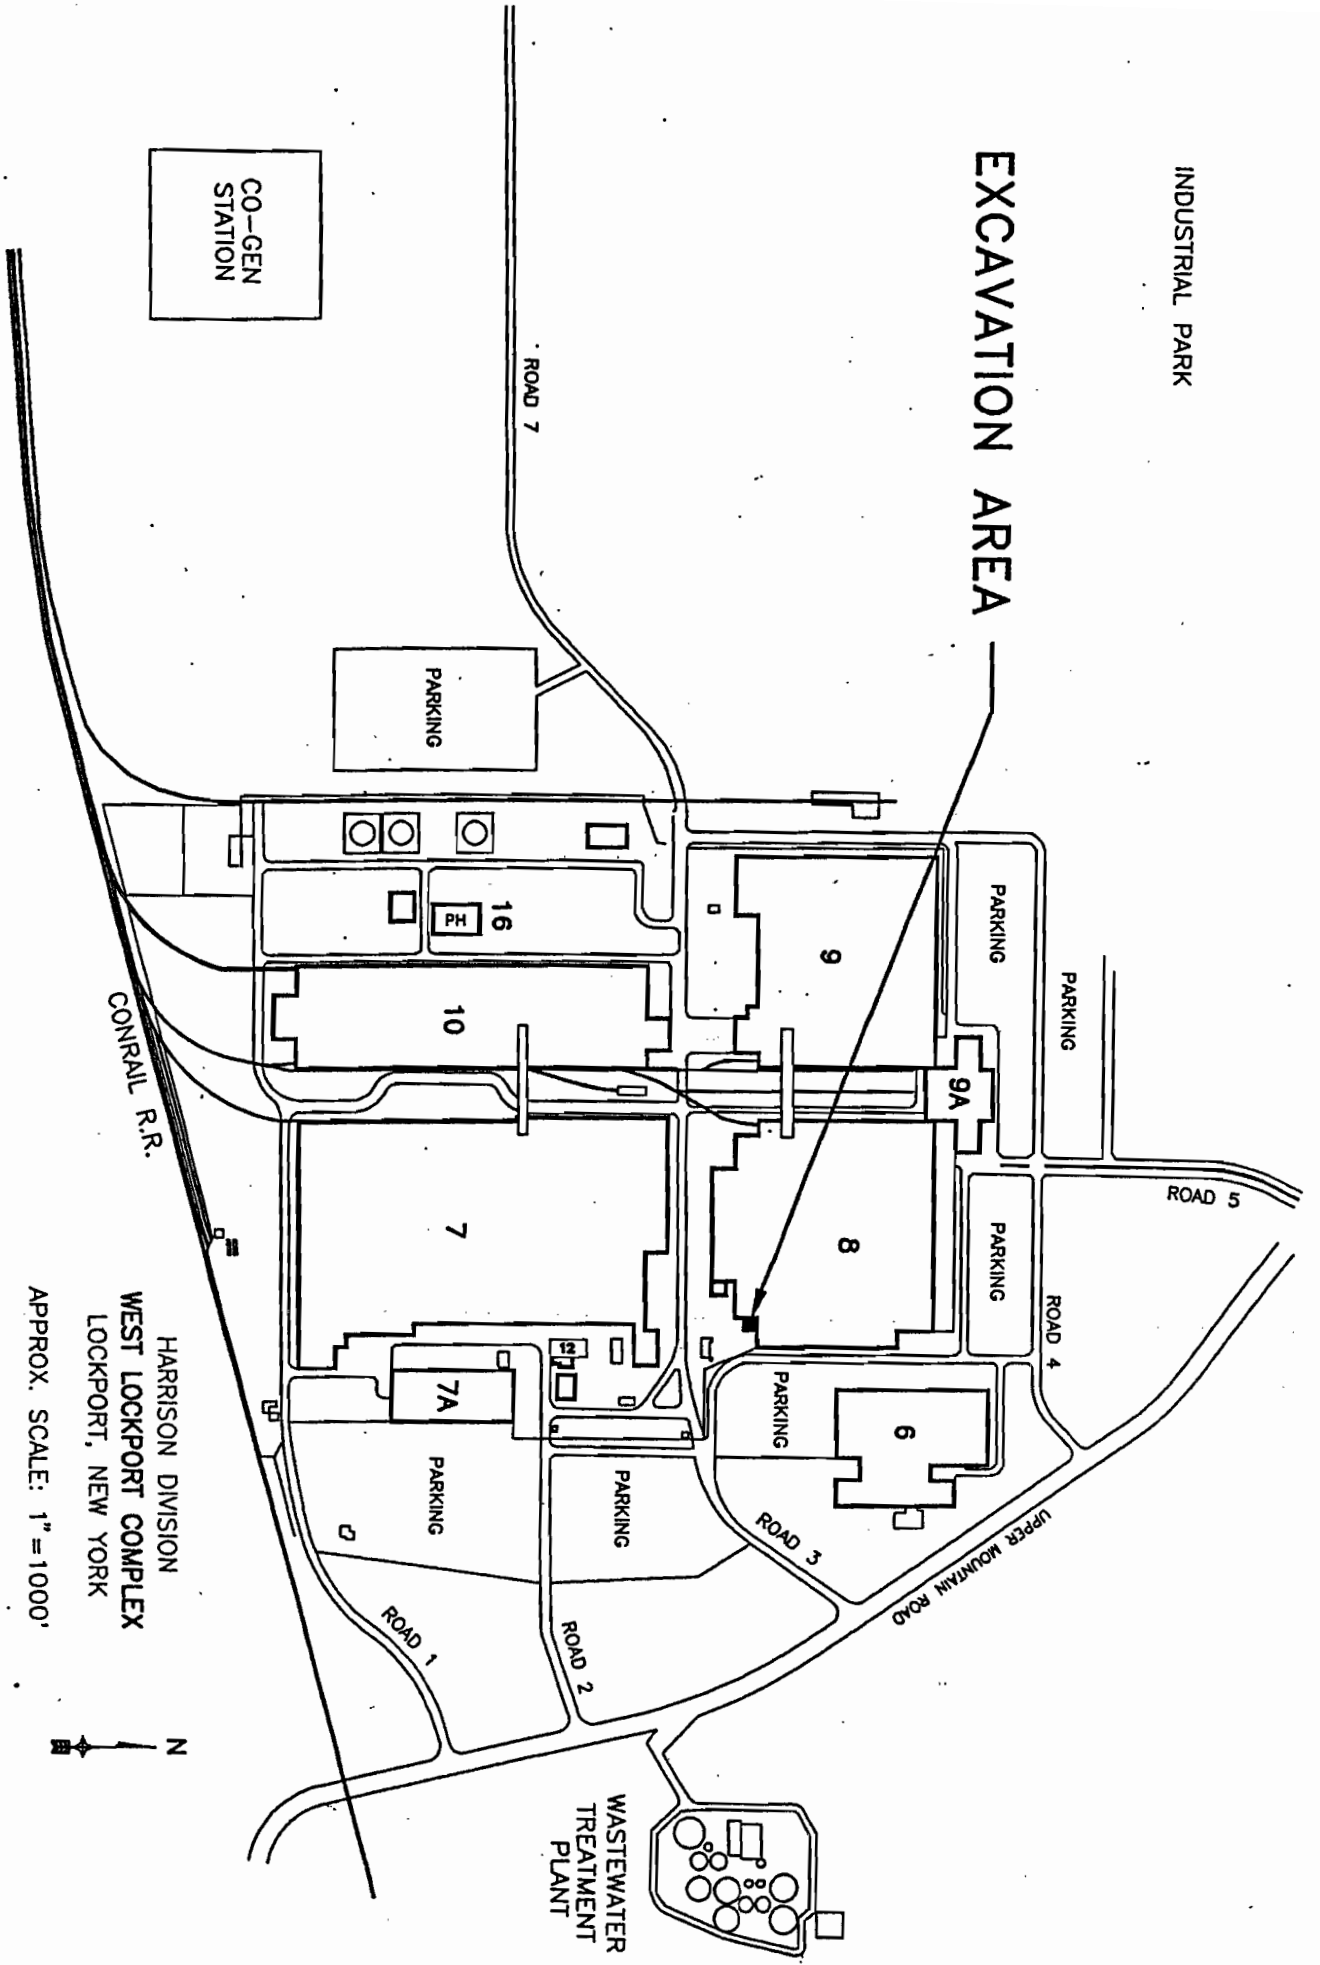 INDUSTRIAL PARK
EXCAVATION AREA
PARKING
PARKING
ROAD 5
PARKING
ROAD 4
9
9A
8
PARKING
6
UPPER MOUNTAIN ROAD
ROAD 3
ROAD 7
PARKING
16
PH
10
7
12
7A
PARKING
PARKING
ROAD 2
ROAD 1
WASTEWATER
TREATMENT
PLANT
CO-GEN
STATION
CONRAIL R.R.
HARRISON DIVISION
WEST LOCKPORT COMPLEX
LOCKPORT, NEW YORK
APPROX. SCALE: 1"=1000'
N